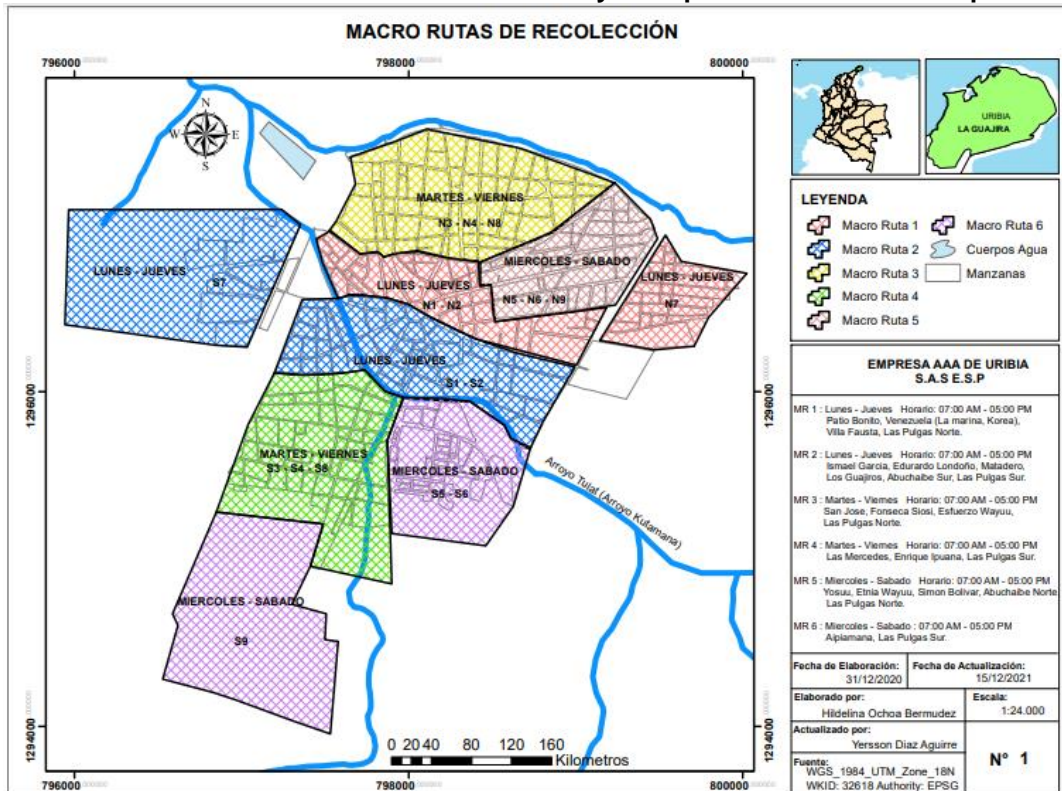 MACRO RUTAS DE RECOLECCIÓN
796000
798000
800000
N
W
E
S
MARTES - VIERNES
N3 - N4 - N8
MIERCOLES - SABADO
N5 - N6 - N9
LUNES - JUEVES
N7
LUNES - JUEVES
N1 - N2
LUNES - JUEVES
S7
LUNES - JUEVES
S1 - S2
MARTES - VIERNES
S3 - S4 - S8
MIERCOLES - SABADO
S5 - S6
MIERCOLES - SABADO
S9
1296000
1296000
1294000
1294000
0 20 40 80 120 160
Kilometros
796000
798000
800000
URIBIA
LA GUAJIRA
LEYENDA
Macro Ruta 1
Macro Ruta 2
Macro Ruta 3
Macro Ruta 4
Macro Ruta 5
Macro Ruta 6
Cuerpos Agua
Manzanas
EMPRESA AAA DE URIBIA
S.A.S E.S.P
MR 1 : Lunes - Jueves Horario: 07:00 AM - 05:00 PM
Patio Bonito, Venezuela (La marina, Korea),
Villa Fausta, Las Pulgas Norte.
MR 2 : Lunes - Jueves Horario: 07:00 AM - 05:00 PM
Ismael Garcia, Edurardo Londoño, Matadero,
Los Guajiros, Abuchaibe Sur, Las Pulgas Sur.
MR 3 : Martes - Viernes Horario: 07:00 AM - 05:00 PM
San Jose, Fonseca Siosi, Esfuerzo Wayuu,
Las Pulgas Norte.
MR 4 : Martes - Viernes Horario: 07:00 AM - 05:00 PM
Las Mercedes, Enrique Ipuana, Las Pulgas Sur.
MR 5 : Miercoles - Sabado Horario: 07:00 AM - 05:00 PM
Yosuu, Etnia Wayuu, Simon Bolivar, Abuchaibe Norte
Las Pulgas Norte.
MR 6 : Miercoles - Sabado : 07:00 AM - 05:00 PM
Aipiamana, Las Pulgas Sur.
Fecha de Elaboración:
31/12/2020
Fecha de Actualización:
15/12/2021
Elaborado por:
Hildelina Ochoa Bermudez
Escala:
1:24.000
Actualizado por:
Yersson Diaz Aguirre
Fuente:
WGS_1984_UTM_Zone_18N
WKID: 32618 Authority: EPSG
N° 1